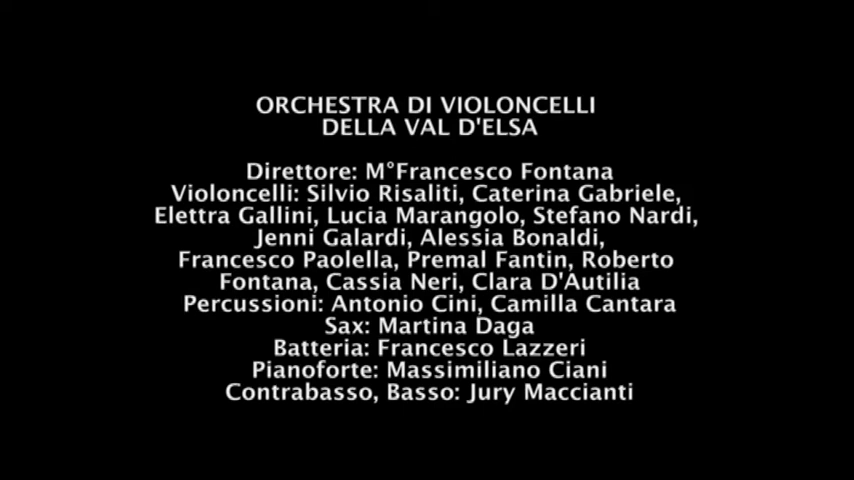 ORCHESTRA DI VIOLONCELLI
DELLA VAL D'ELSA
Direttore: M°Francesco Fontana
Violoncelli: Silvio Risaliti, Caterina Gabriele,
Elettra Gallini, Lucia Marangolo, Stefano Nardi,
Jenni Galardi, Alessia Bonaldi,
Francesco Paolella, Premal Fantin, Roberto
Fontana, Cassia Neri, Clara D'Autilia
Percussioni: Antonio Cini, Camilla Cantara
Sax: Martina Daga
Batteria: Francesco Lazzeri
Pianoforte: Massimiliano Ciani
Contrabasso, Basso: Jury Maccianti